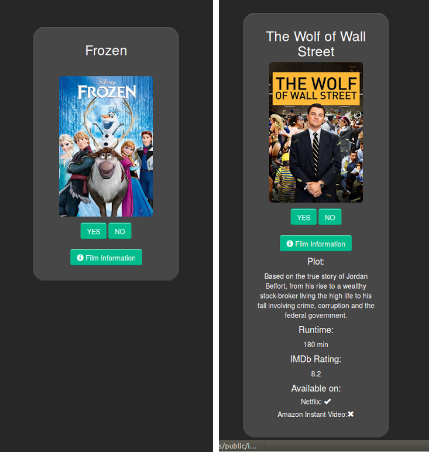 Frozen
Disney
FROZEN
YES NO
Film Information
The Wolf of Wall
Street
THE WOLF
OF WALL STREET
YES NO
Film Information
Plot:
Based on the true story of Jordan
Belfort, from his rise to a wealthy
stock-broker living the high life to his
fall involving crime, corruption and the
federal government.
Runtime:
180 min
IMDb Rating:
8.2
Available on:
Netflix: ✔
Amazon Instant Video:✖
s/public/i...